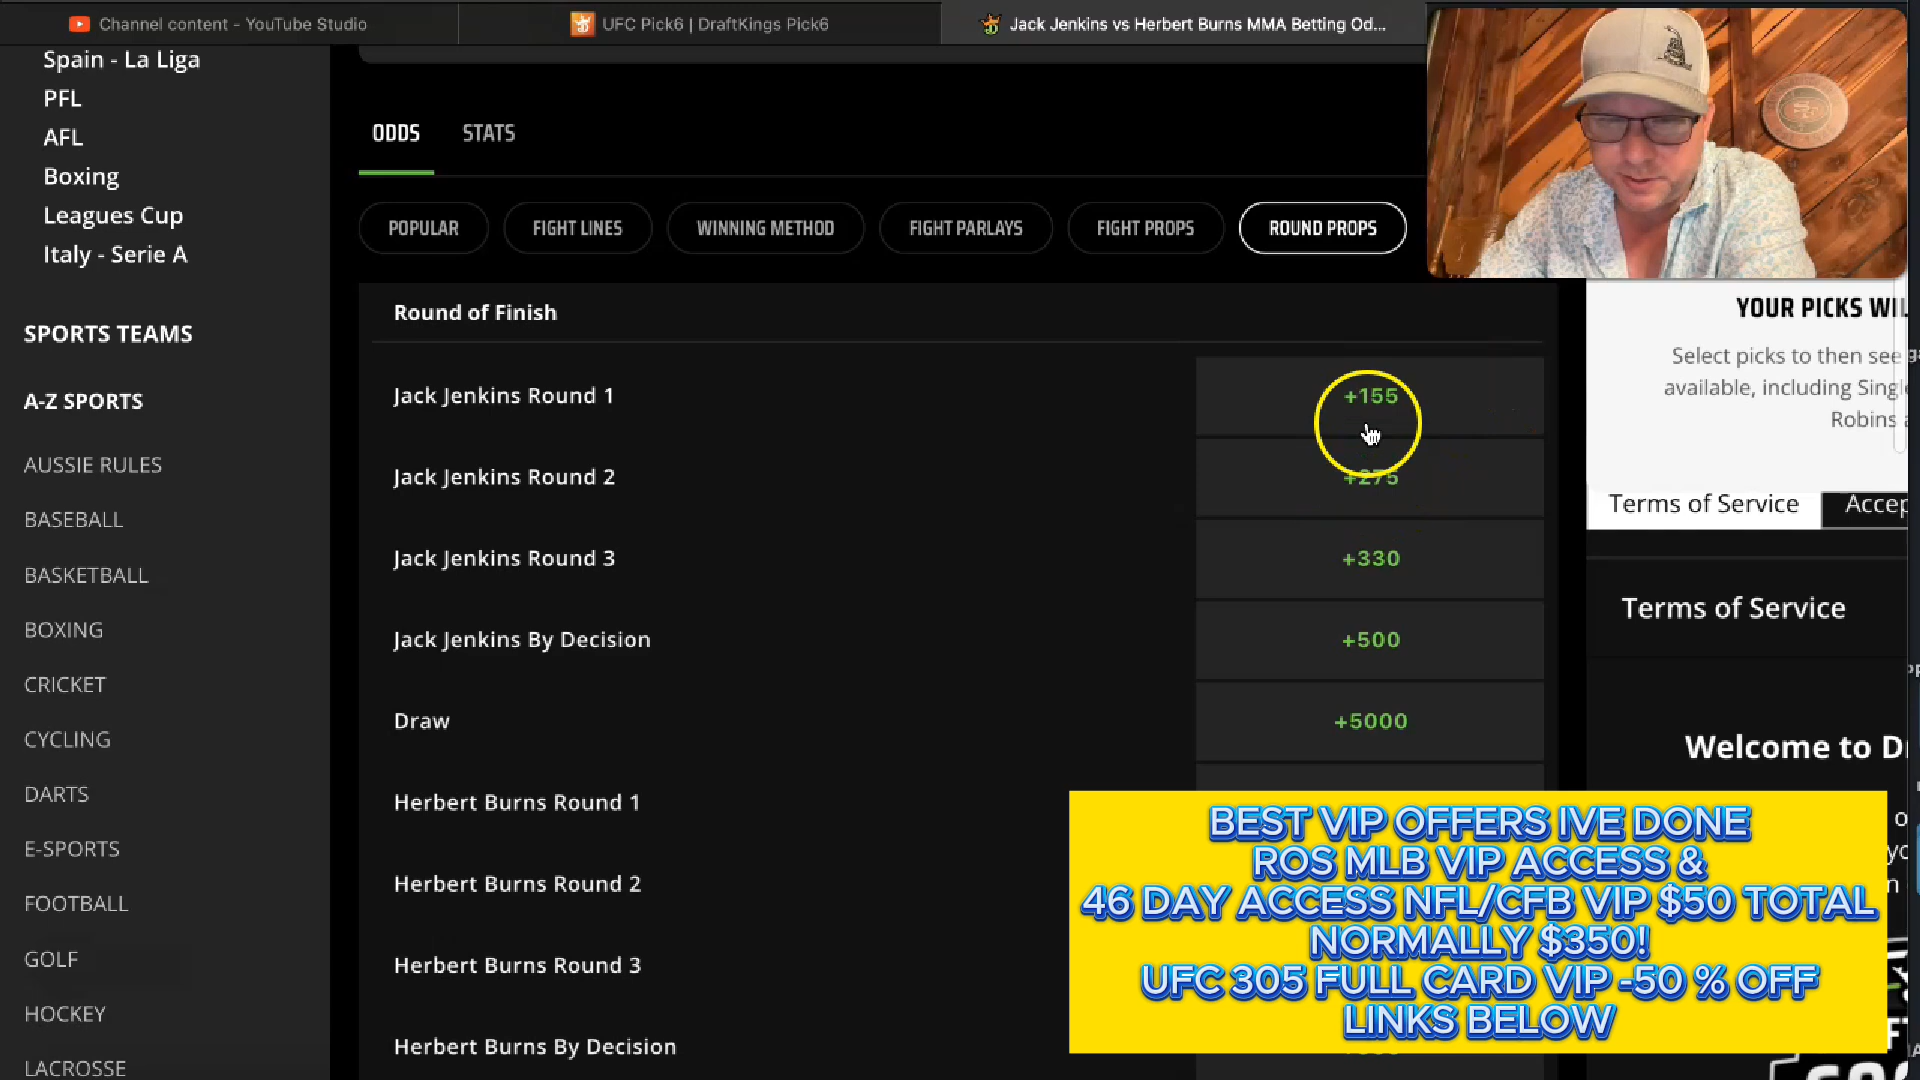 Channel content - YouTube Studio
UFC Pick6 | DraftKings Pick6
Jack Jenkins vs Herbert Burns MMA Betting Od...
Spain - La Liga
PFL
AFL
Boxing
Leagues Cup
Italy - Serie A
SPORTS TEAMS
A-Z SPORTS
AUSSIE RULES
BASEBALL
BASKETBALL
BOXING
CRICKET
CYCLING
DARTS
E-SPORTS
FOOTBALL
GOLF
HOCKEY
LACROSSE
ODDS STATS
POPULAR FIGHT LINES WINNING METHOD FIGHT PARLAYS FIGHT PROPS ROUND PROPS
Round of Finish
Jack Jenkins Round 1 +155
Jack Jenkins Round 2 +275
Jack Jenkins Round 3 +330
Jack Jenkins By Decision +500
Draw +5000
Herbert Burns Round 1
Herbert Burns Round 2
Herbert Burns Round 3
Herbert Burns By Decision
YOUR PICKS WIL
Select picks to then see
available, including Singl
Robins a
Terms of Service Accep
Terms of Service
Welcome to D
BEST VIP OFFERS IVE DONE
ROS MLB VIP ACCESS &
46 DAY ACCESS NFL/CFB VIP $50 TOTAL
NORMALLY $350!
UFC 305 FULL CARD VIP -50 % OFF
LINKS BELOW